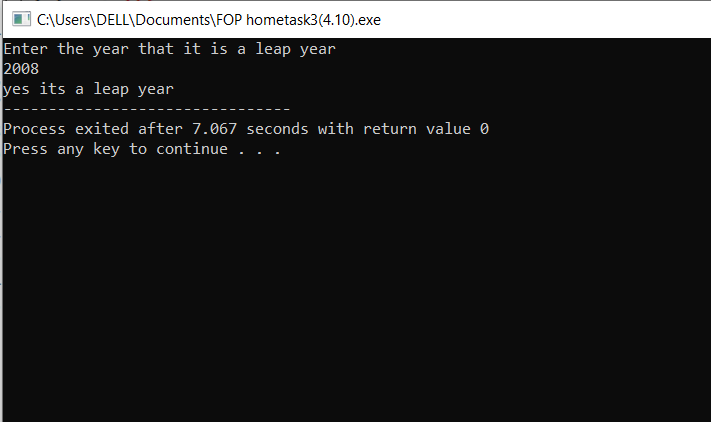 C:\Users\DELL\Documents\FOP hometask3(4.10).exe
Enter the year that it is a leap year
2008
yes its a leap year
--------------------------------
Process exited after 7.067 seconds with return value 0
Press any key to continue . . .